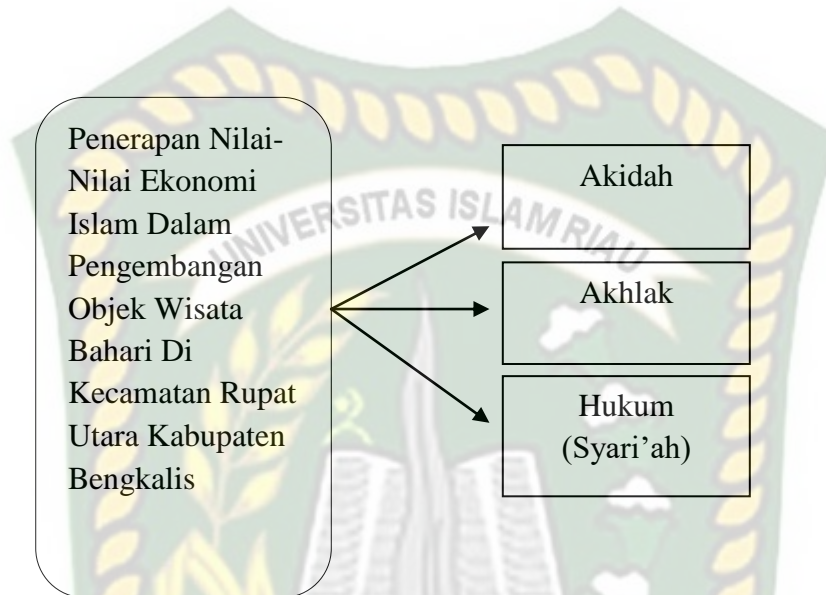 Penerapan Nilai-
Nilai Ekonomi
Islam Dalam
Pengembangan
Objek Wisata
Bahari Di
Kecamatan Rupat
Utara Kabupaten
Bengkalis
UNIVERSITAS ISLAM RIAU
Akidah
Akhlak
Hukum
(Syari’ah)